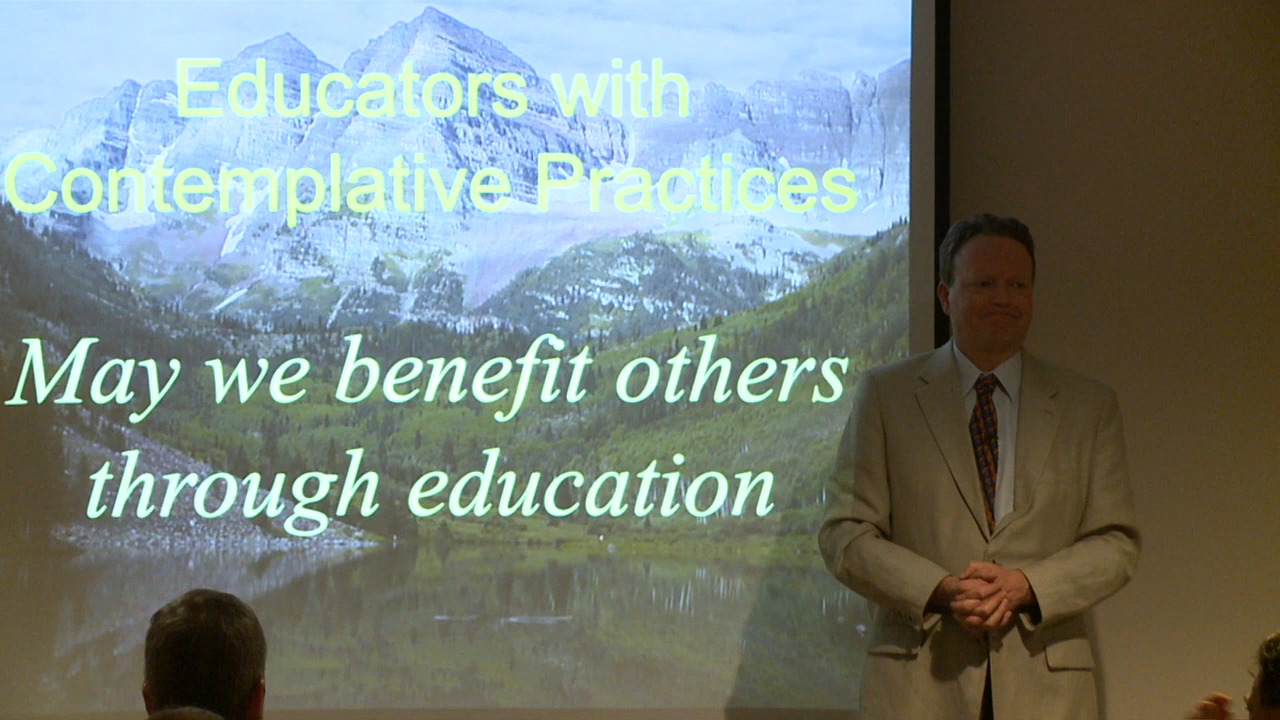 Educators with
Contemplative Practices
May we benefit others
through education